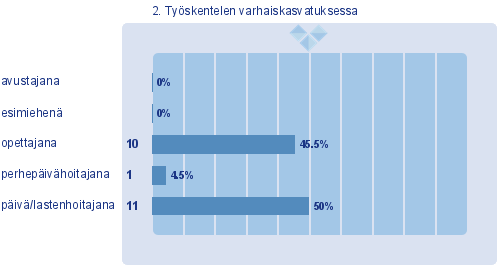 2. Työskentelen varhaiskasvatuksessa
avustajana 0%
esimiehenä 0%
opettajana 10 45.5%
perhepäivähoitajana 1 4.5%
päivä/lastenhoitajana 11 50%